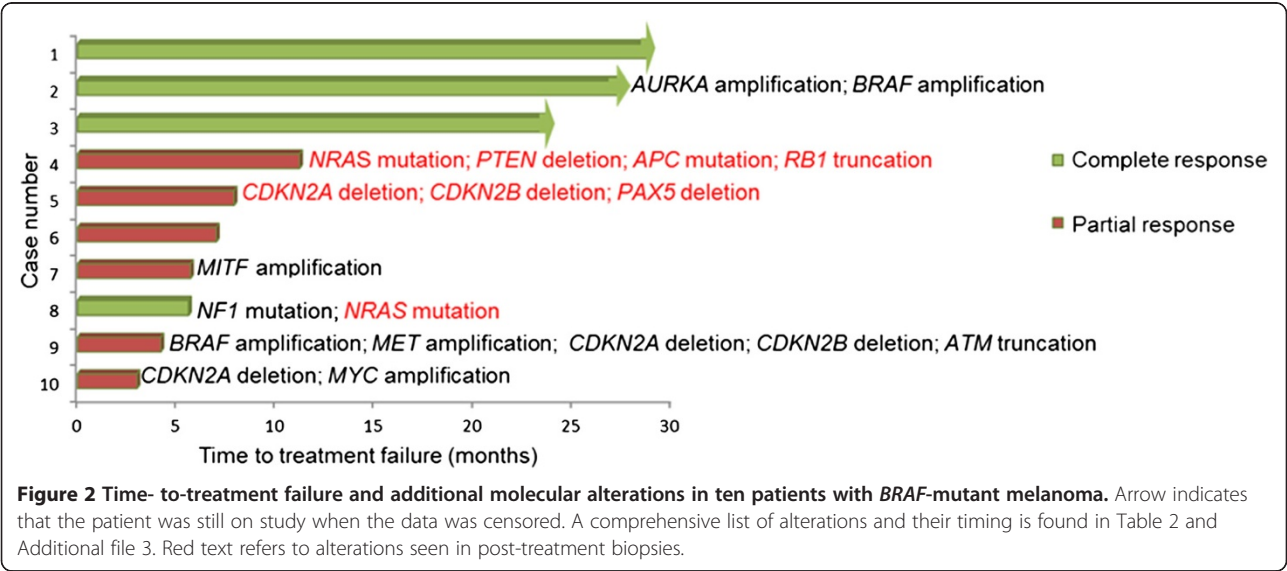 Case number
1
2
AURKA amplification; BRAF amplification
3
4
NRAS mutation; PTEN deletion; APC mutation; RB1 truncation
5
CDKN2A deletion; CDKN2B deletion; PAX5 deletion
6
7
MITF amplification
8
NF1 mutation; NRAS mutation
9
BRAF amplification; MET amplification; CDKN2A deletion; CDKN2B deletion; ATM truncation
10
CDKN2A deletion; MYC amplification
Complete response
Partial response
0 5 10 15 20 25 30
Time to treatment failure (months)
Figure 2 Time- to-treatment failure and additional molecular alterations in ten patients with BRAF-mutant melanoma. Arrow indicates
that the patient was still on study when the data was censored. A comprehensive list of alterations and their timing is found in Table 2 and
Additional file 3. Red text refers to alterations seen in post-treatment biopsies.